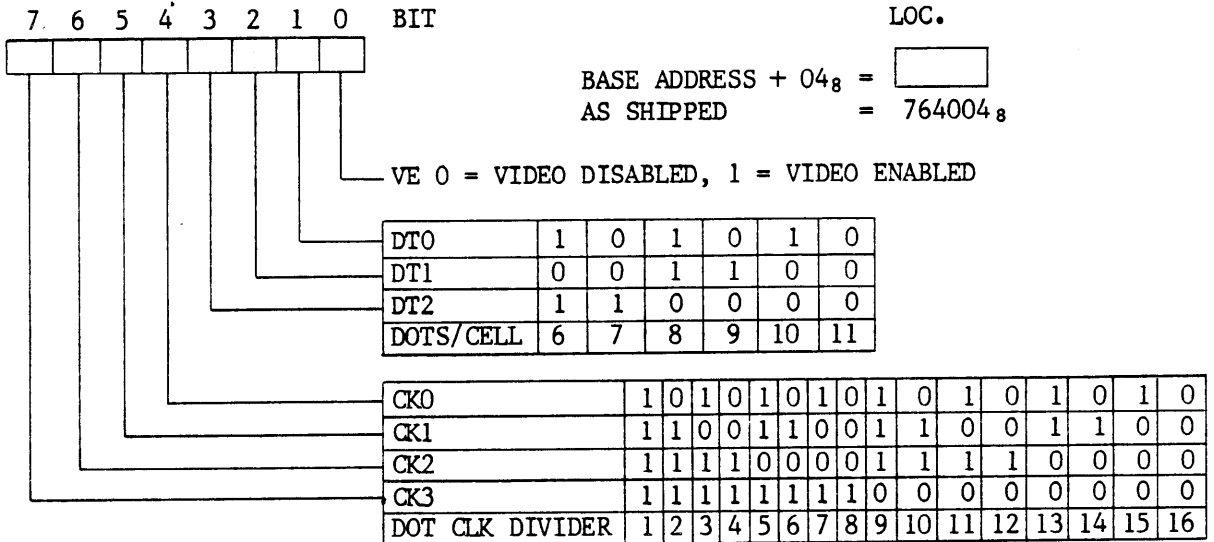 7 6 5 4 3 2 1 0 BIT LOC.
BASE ADDRESS + 04₈ =
AS SHIPPED = 764004₈
VE 0 = VIDEO DISABLED, 1 = VIDEO ENABLED
DT0 1 0 1 0 1 0
DT1 0 0 1 1 0 0
DT2 1 1 0 0 0 0
DOTS/CELL 6 7 8 9 10 11
CK0 1 0 1 0 1 0 1 0 1 0 1 0 1 0 1 0
CK1 1 1 0 0 1 1 0 0 1 1 0 0 1 1 0 0
CK2 1 1 1 1 0 0 0 0 1 1 1 1 0 0 0 0
CK3 1 1 1 1 1 1 1 1 0 0 0 0 0 0 0 0
DOT CLK DIVIDER 1 2 3 4 5 6 7 8 9 10 11 12 13 14 15 16